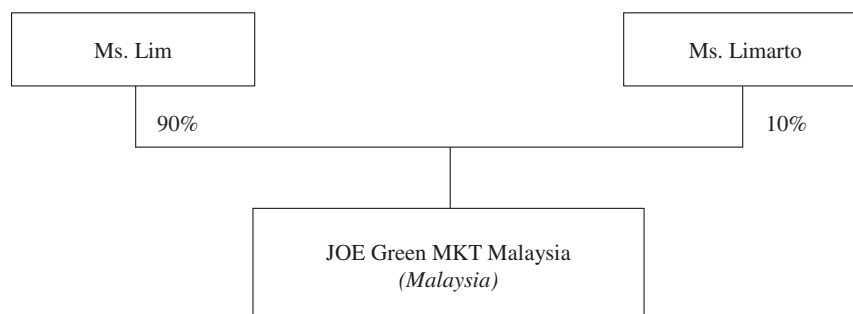 Ms. Lim
Ms. Limarto
90%
10%
JOE Green MKT Malaysia
(Malaysia)